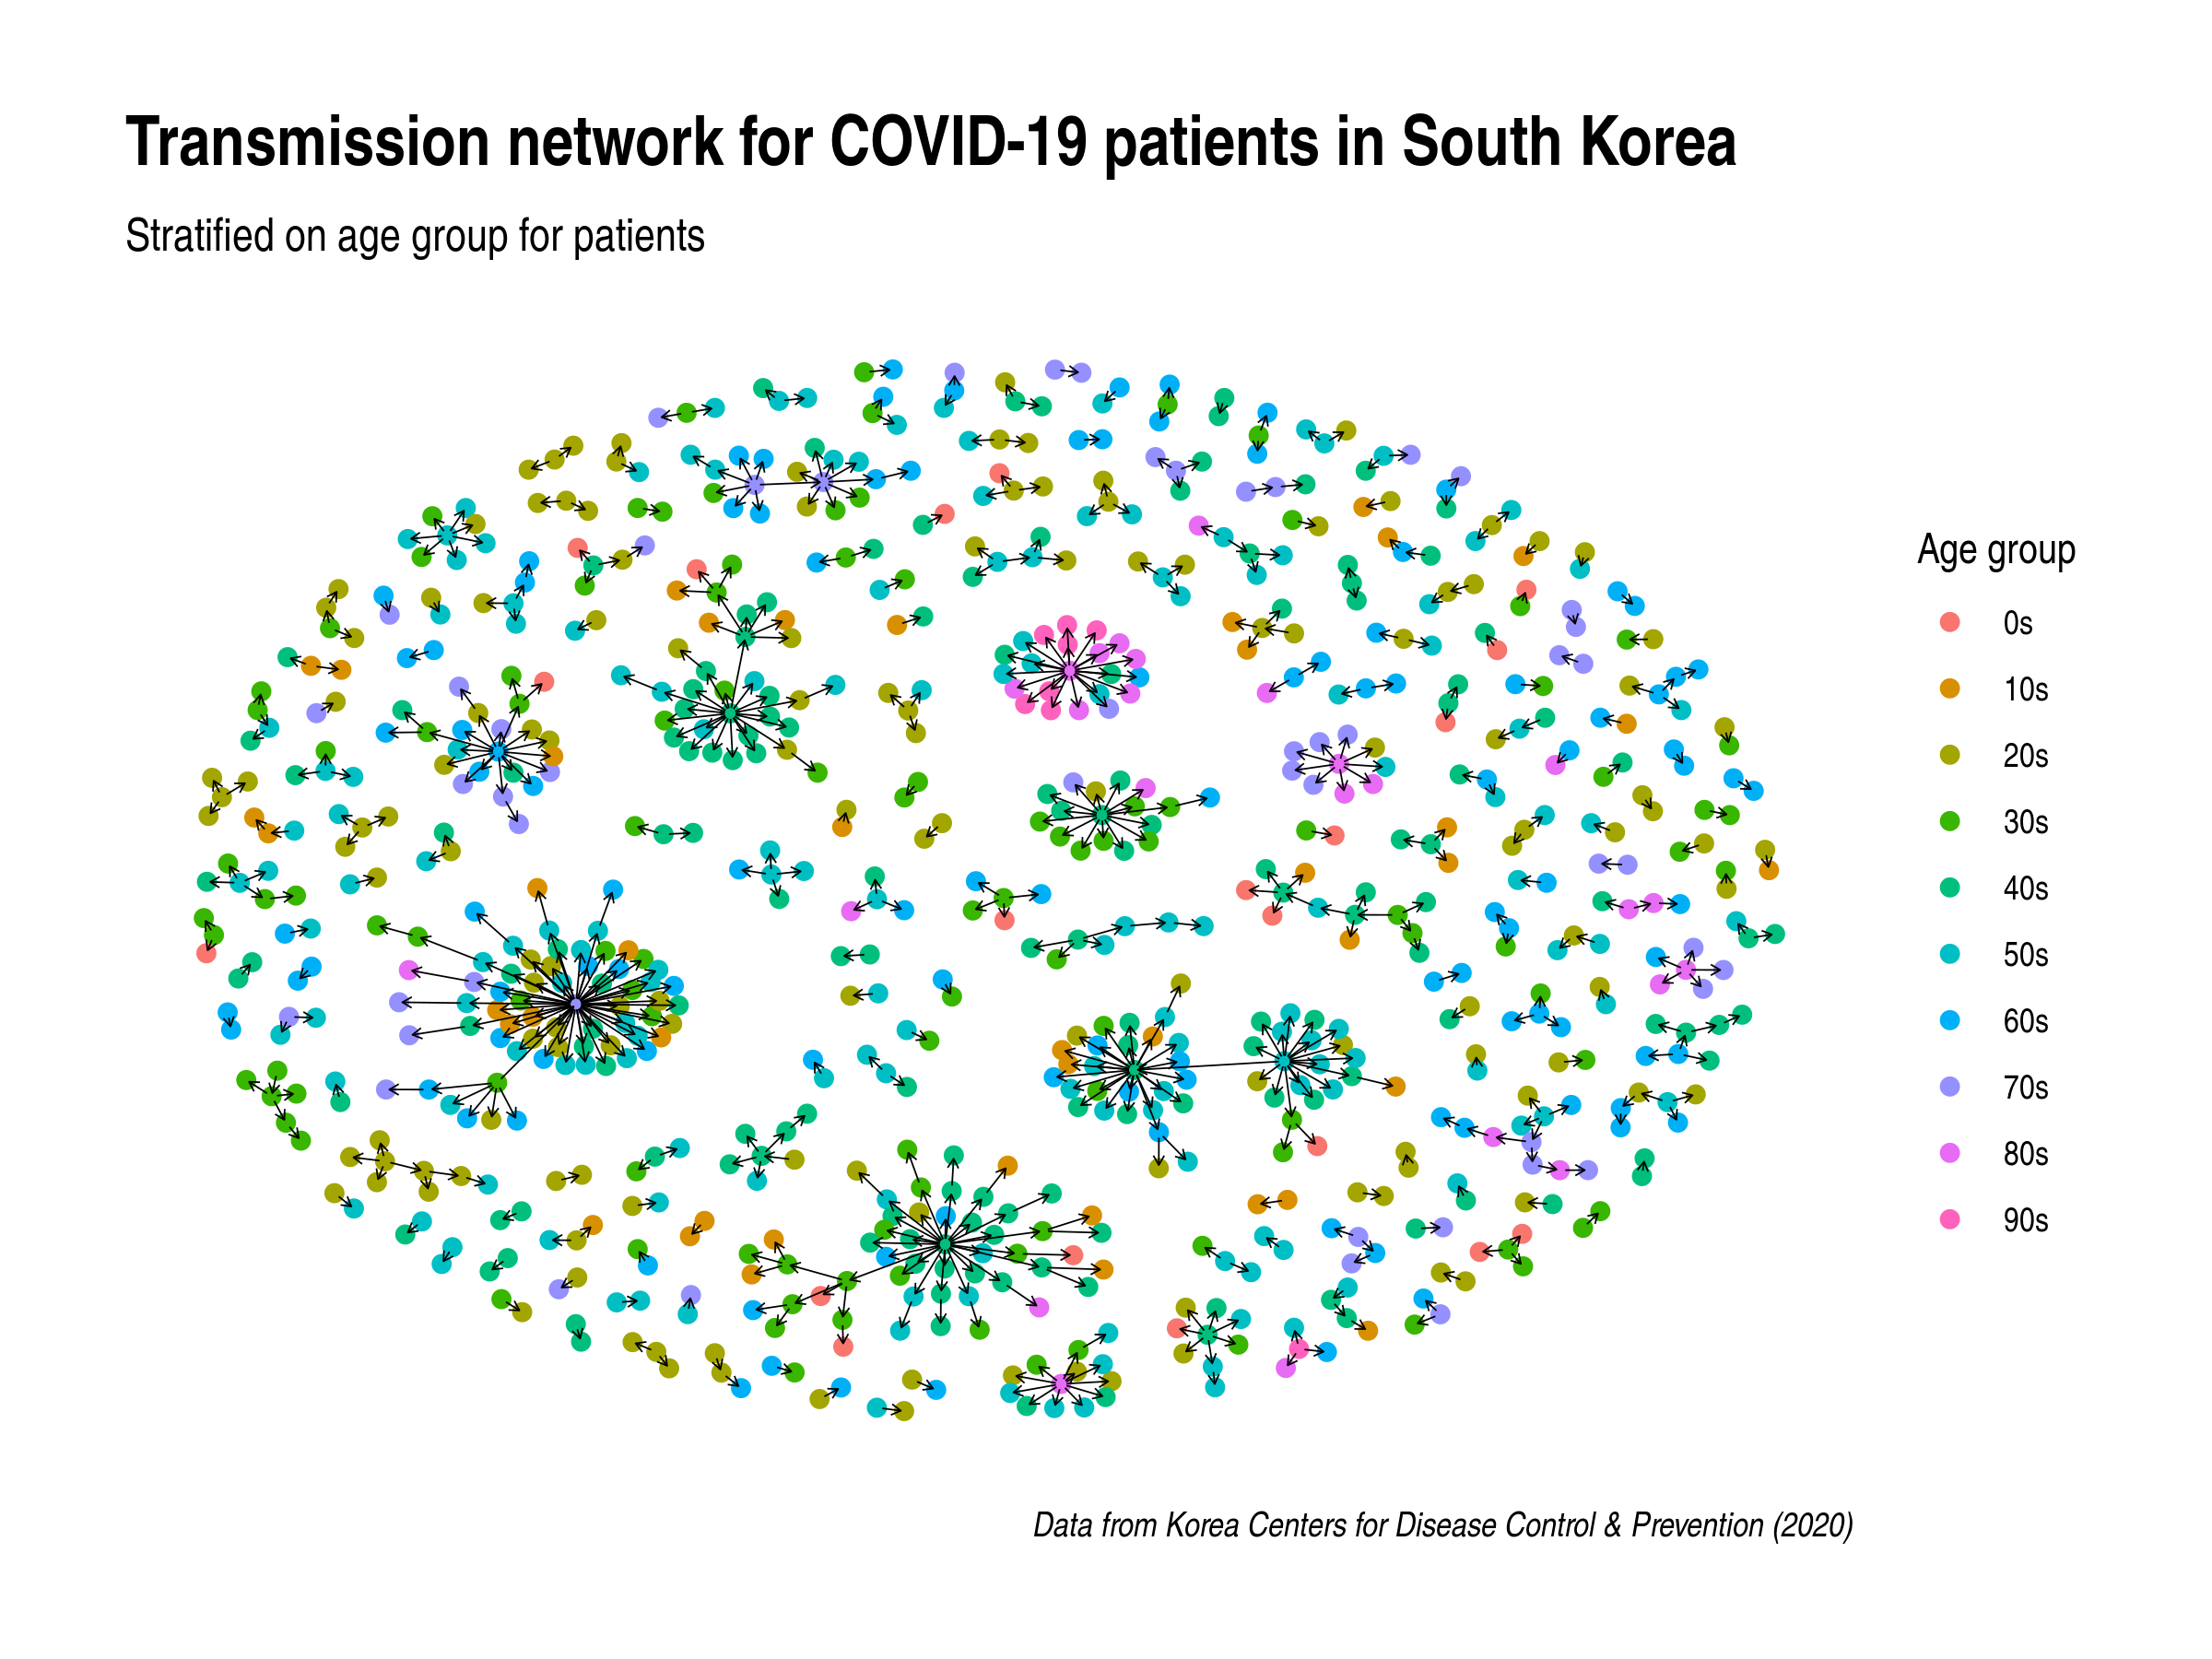 Transmission network for COVID-19 patients in South Korea
Stratified on age group for patients
Age group
0s
10s
20s
30s
40s
50s
60s
70s
80s
90s
Data from Korea Centers for Disease Control & Prevention (2020)